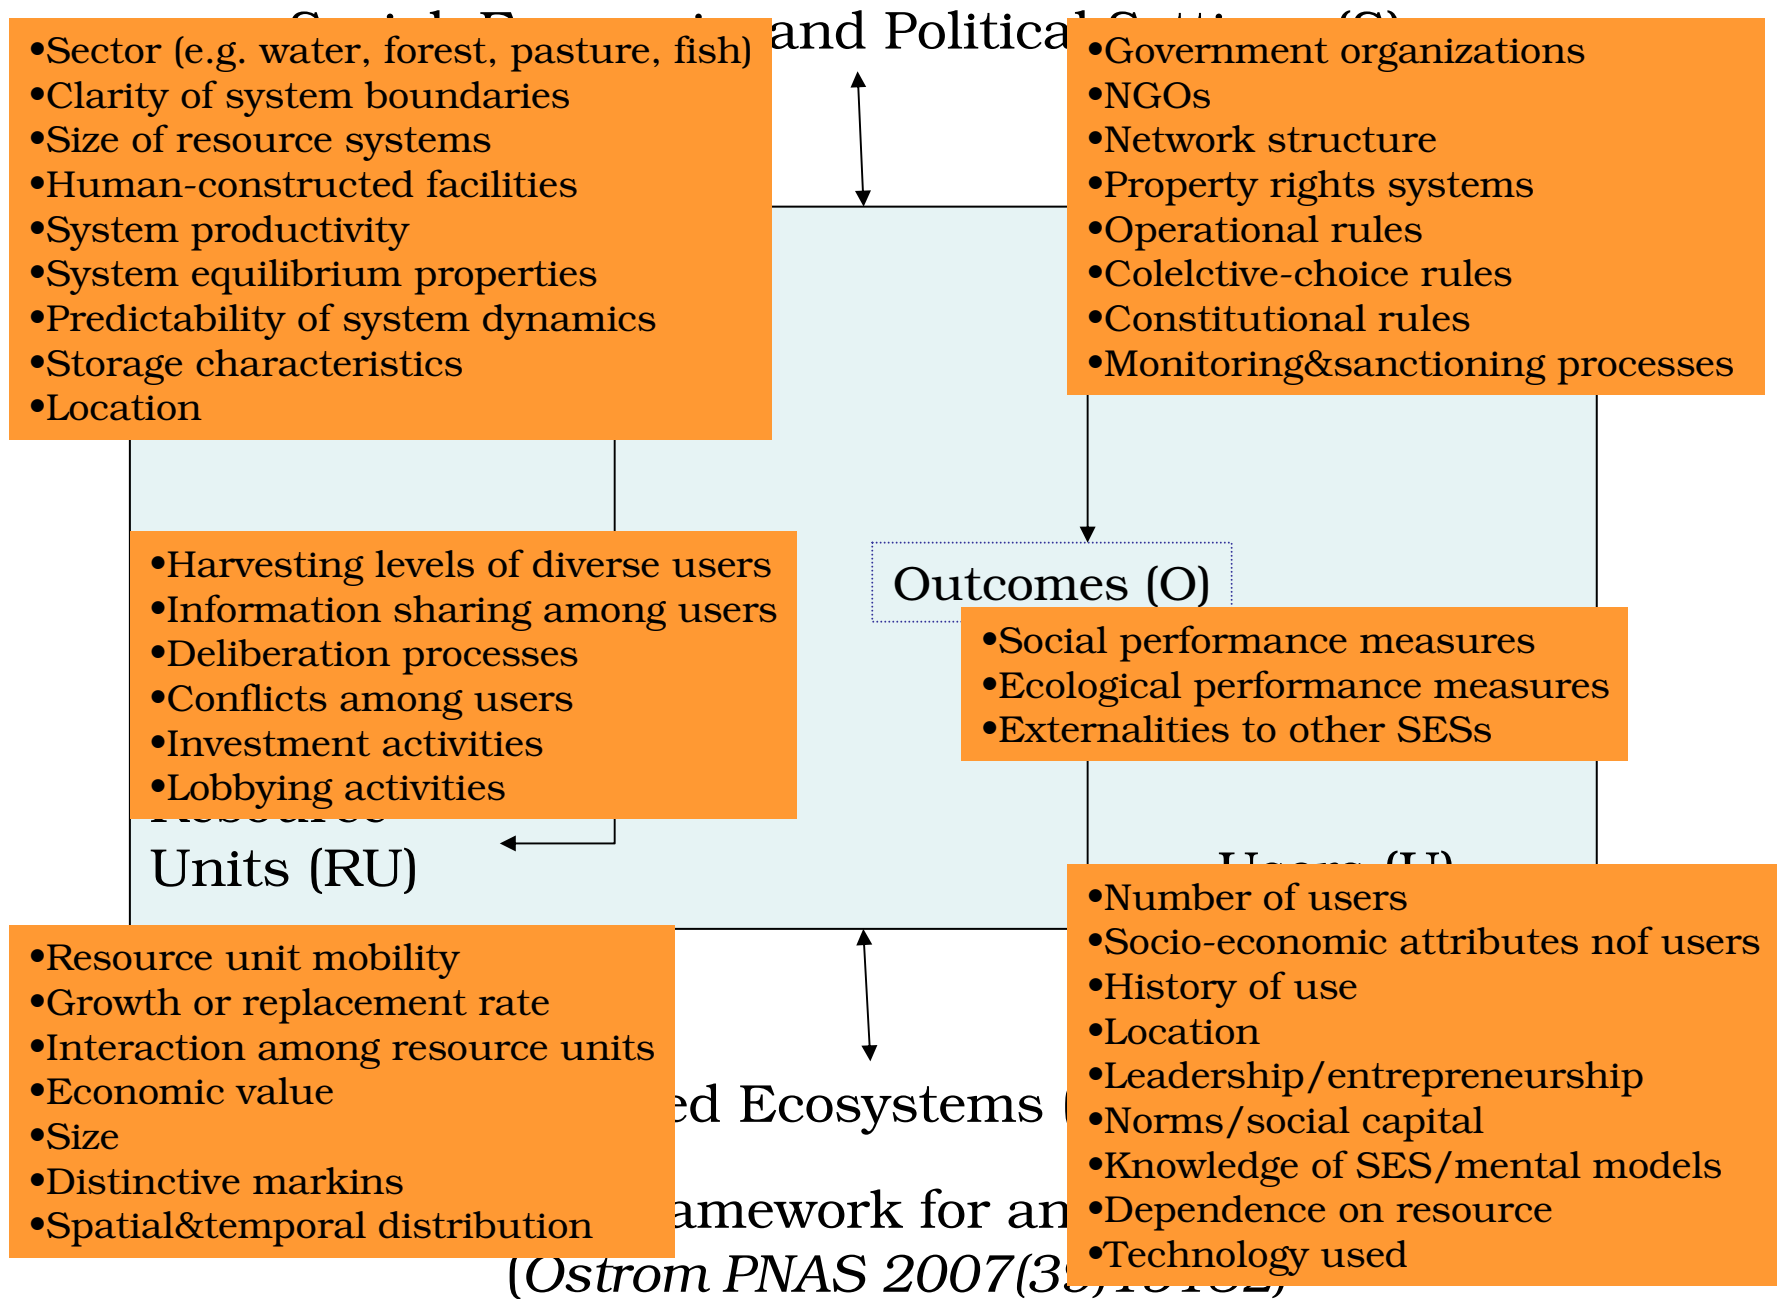 and Political
•Sector (e.g. water, forest, pasture, fish)
•Clarity of system boundaries
•Size of resource systems
•Human-constructed facilities
•System productivity
•System equilibrium properties
•Predictability of system dynamics
•Storage characteristics
•Location
•Government organizations
•NGOs
•Network structure
•Property rights systems
•Operational rules
•Colelctive-choice rules
•Constitutional rules
•Monitoring&sanctioning processes
•Harvesting levels of diverse users
•Information sharing among users
•Deliberation processes
•Conflicts among users
•Investment activities
•Lobbying activities
Outcomes (O)
•Social performance measures
•Ecological performance measures
•Externalities to other SESs
Resource
Units (RU)
Users (U)
•Resource unit mobility
•Growth or replacement rate
•Interaction among resource units
•Economic value
•Size
•Distinctive markins
•Spatial&temporal distribution
•Number of users
•Socio-economic attributes nof users
•History of use
•Location
•Leadership/entrepreneurship
•Norms/social capital
•Knowledge of SES/mental models
•Dependence on resource
•Technology used
ed Ecosystems (
amework for an
(Ostrom PNAS 2007(39)